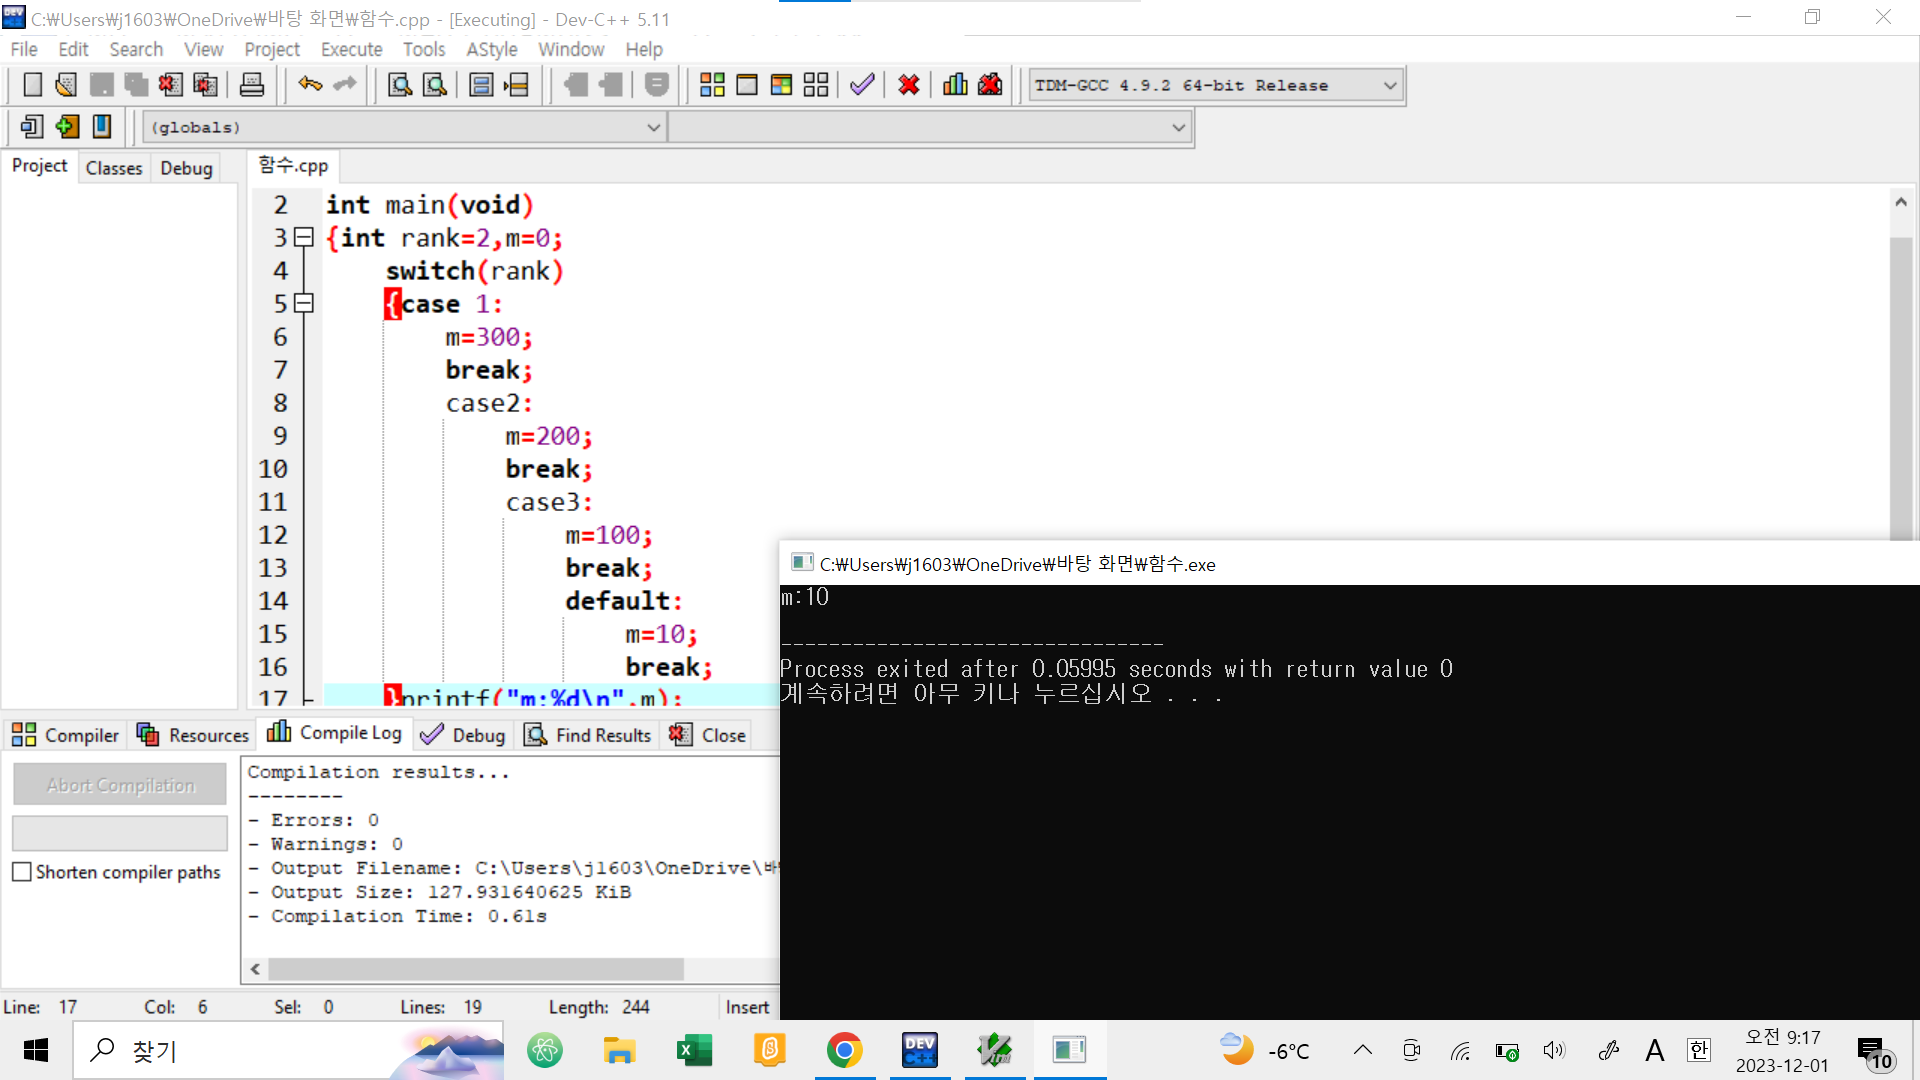 C:₩Users₩j1603₩OneDrive₩바탕 화면₩함수.cpp - [Executing] - Dev-C++ 5.11
File Edit Search View Project Execute Tools AStyle Window Help
TDM-GCC 4.9.2 64-bit Release
(globals)
Project Classes Debug
함수.cpp
2 int main(void)
3 {int rank=2,m=0;
4 switch(rank)
5 {case 1:
6 m=300;
7 break;
8 case2:
9 m=200;
10 break;
11 case3:
12 m=100;
13 break;
14 default:
15 m=10;
16 break;
17 }printf("m:%d\n",m);
C:₩Users₩j1603₩OneDrive₩바탕 화면₩함수.exe
m:10
--------------------------------
Process exited after 0.05995 seconds with return value 0
계속하려면 아무 키나 누르십시오 . . .
Compiler Resources Compile Log Debug Find Results Close
Abort Compilation
Shorten compiler paths
Compilation results...
--------
- Errors: 0
- Warnings: 0
- Output Filename: C:\Users\j1603\OneDrive\바
- Output Size: 127.931640625 KiB
- Compilation Time: 0.61s
Line: 17 Col: 6 Sel: 0 Lines: 19 Length: 244 Insert
찾기
DEV C++
-6°C
A
한
오전 9:17
2023-12-01
10